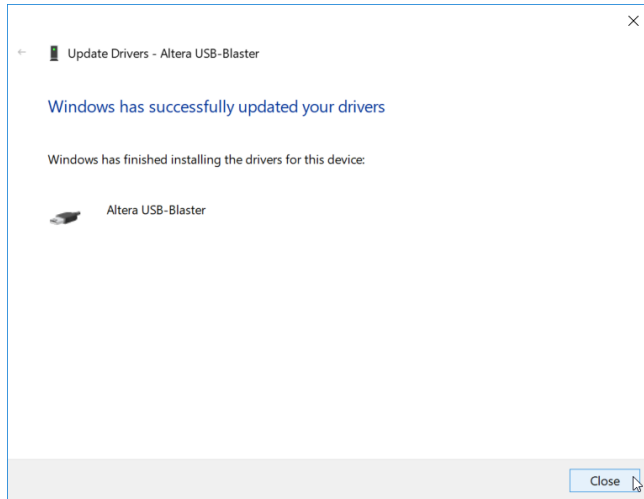 Update Drivers - Altera USB-Blaster
Windows has successfully updated your drivers
Windows has finished installing the drivers for this device:
Altera USB-Blaster
Close